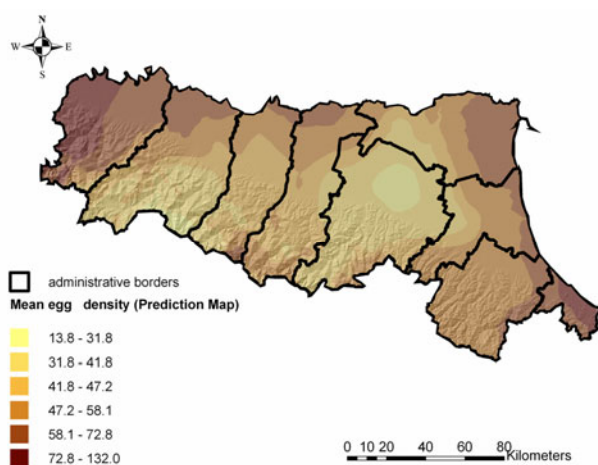 N
W E
S
administrative borders
Mean egg density (Prediction Map)
13.8 - 31.8
31.8 - 41.8
41.8 - 47.2
47.2 - 58.1
58.1 - 72.8
72.8 - 132.0
0 10 20 40 60 80
Kilometers